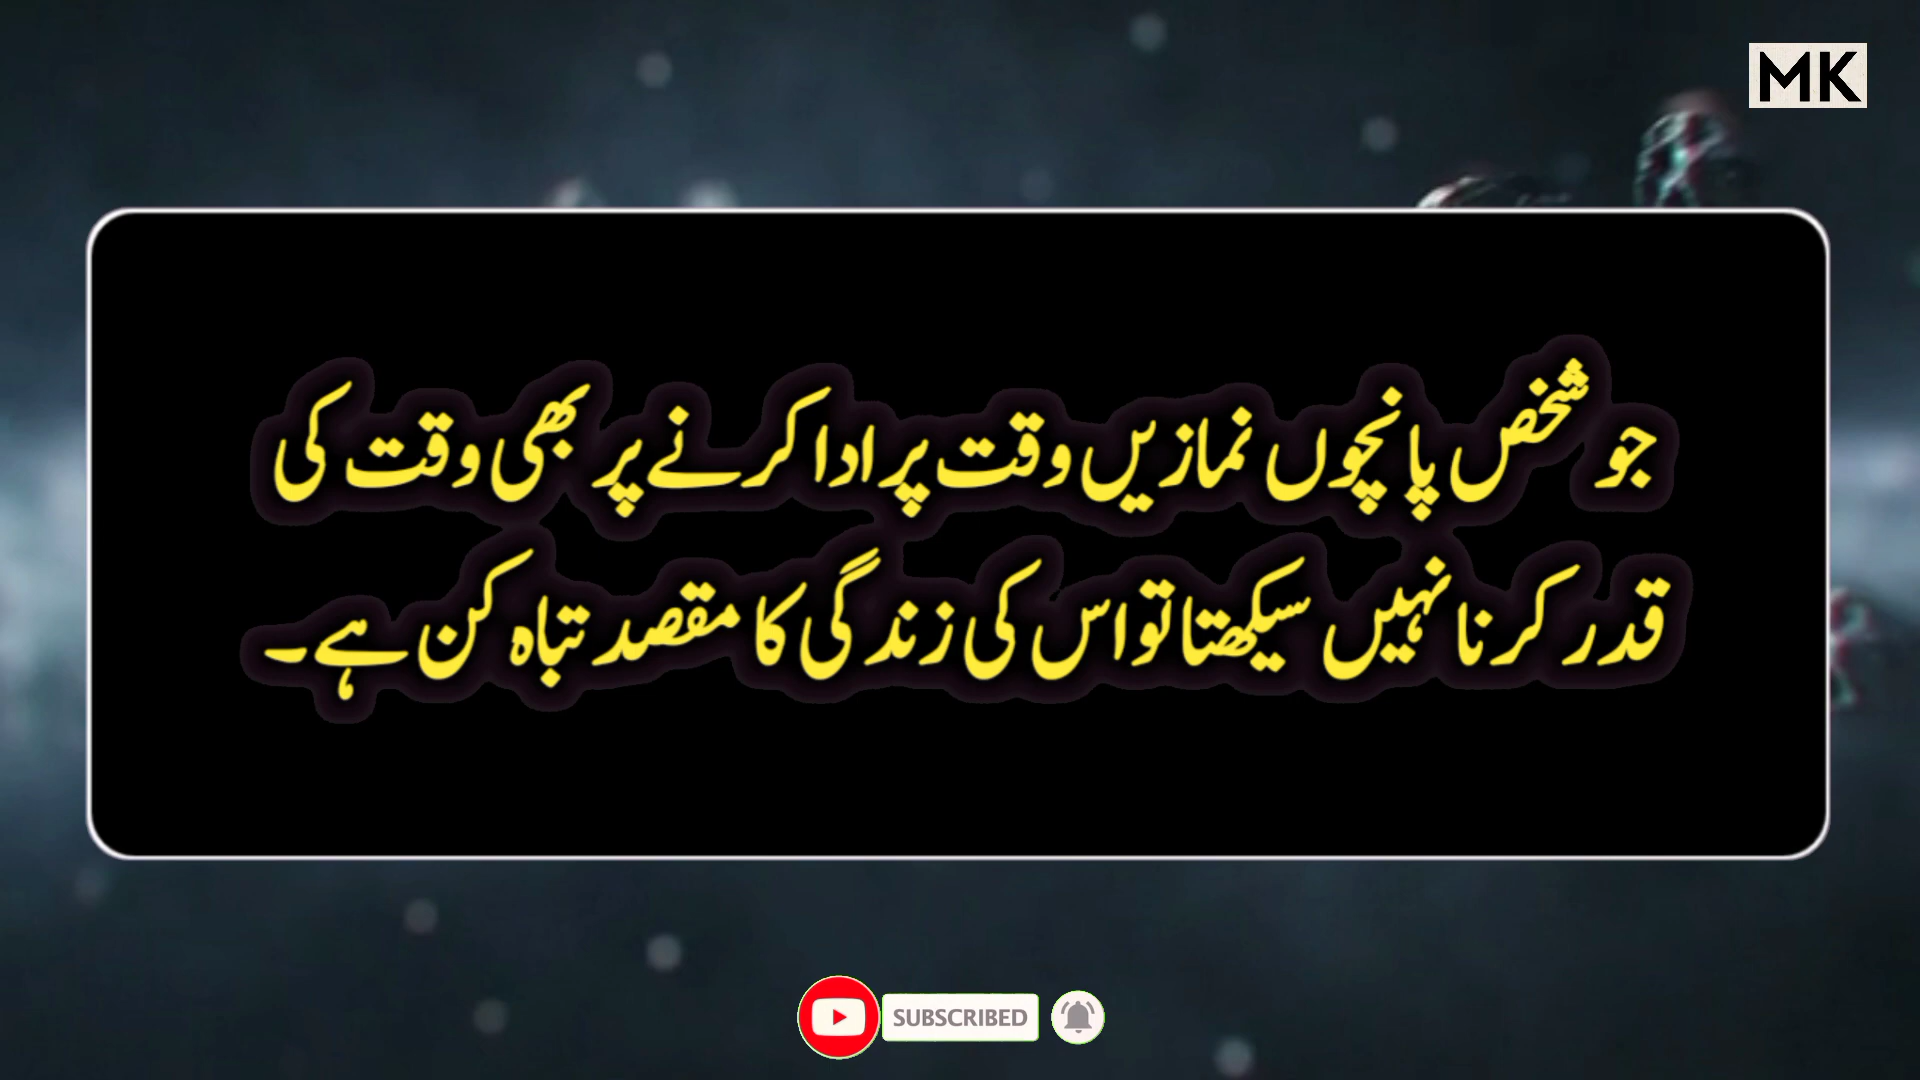 MK
جو شخص پانچوں نمازیں وقت پر ادا کرنے پر بھی وقت کی
قدر کرنا نہیں سیکھتا تو اس کی زندگی کا مقصد تباہ کن ہے۔
SUBSCRIBED